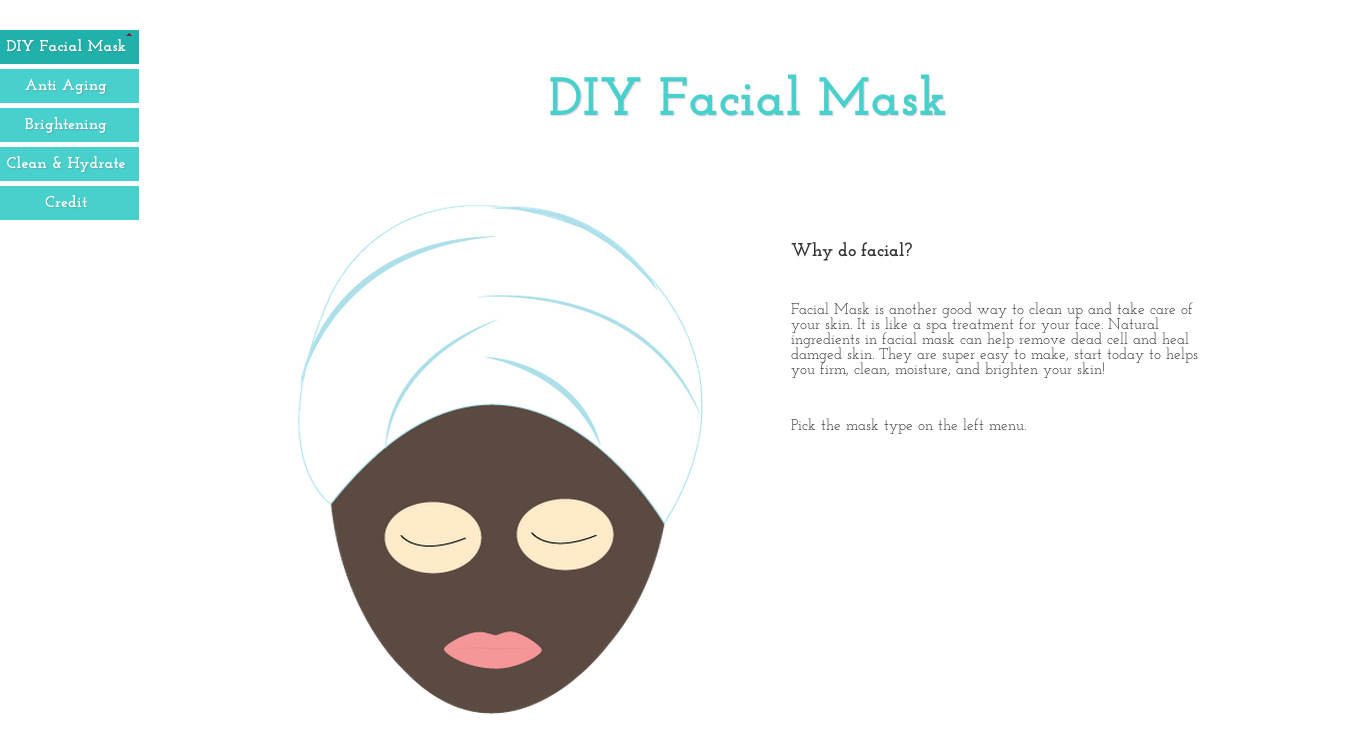 DIY Facial Mask
Anti Aging
Brightening
Clean & Hydrate
Credit
DIY Facial Mask
Why do facial?
Facial Mask is another good way to clean up and take care of
your skin. It is like a spa treatment for your face. Natural
ingredients in facial mask can help remove dead cell and heal
damged skin. They are super easy to make, start today to helps
you firm, clean, moisture, and brighten your skin!
Pick the mask type on the left menu.